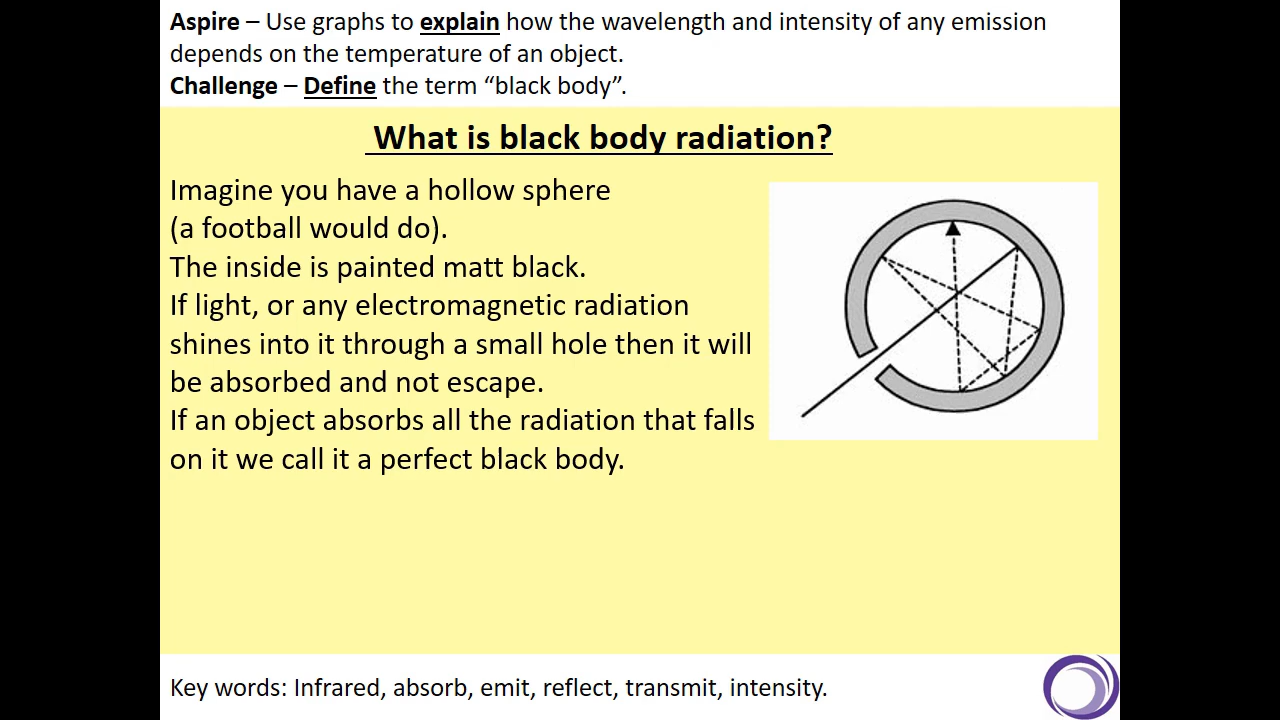 Aspire – Use graphs to explain how the wavelength and intensity of any emission
depends on the temperature of an object.
Challenge – Define the term “black body”.
What is black body radiation?
Imagine you have a hollow sphere
(a football would do).
The inside is painted matt black.
If light, or any electromagnetic radiation
shines into it through a small hole then it will
be absorbed and not escape.
If an object absorbs all the radiation that falls
on it we call it a perfect black body.
Key words: Infrared, absorb, emit, reflect, transmit, intensity.